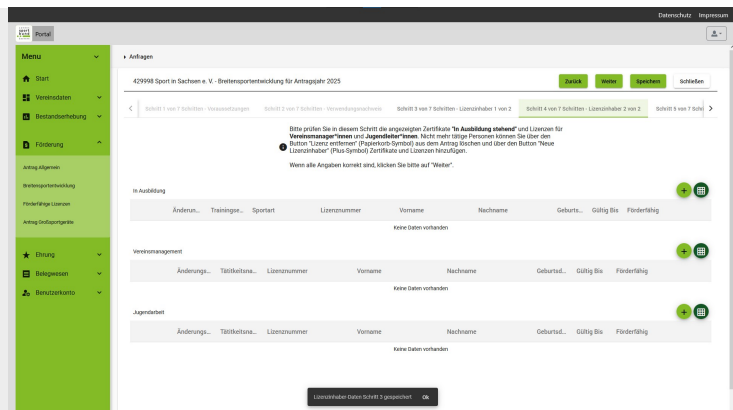 Datenschutz Impressum
sport bund
Portal
Menu
Anfragen
Start
Vereinsdaten
Bestandserhebung
Förderung
Antrag Allgemein
Breitensportentwicklung
Förderfähige Lizenzen
Antrag Großsportgeräte
Ehrung
Belegwesen
Benutzerkonto
429998 Sport in Sachsen e. V. - Breitensportentwicklung für Antragsjahr 2025
Zurück Weiter Speichern Schließen
Schritt 1 von 7 Schritten - Voraussetzungen Schritt 2 von 7 Schritten - Verwendungsnachweis Schritt 3 von 7 Schritten - Lizenzinhaber 1 von 2 Schritt 4 von 7 Schritten - Lizenzinhaber 2 von 2 Schritt 5 von 7 Schri
Bitte prüfen Sie in diesem Schritt die angezeigten Zertifikate "In Ausbildung stehend" und Lizenzen für
Vereinsmanager*innen und Jugendleiter*innen. Nicht mehr tätige Personen können Sie über den
Button "Lizenz entfernen" (Papierkorb-Symbol) aus dem Antrag löschen und über den Button "Neue
Lizenzinhaber" (Plus-Symbol) Zertifikate und Lizenzen hinzufügen.
Wenn alle Angaben korrekt sind, klicken Sie bitte auf "Weiter".
In Ausbildung
Änderun... Trainingse... Sportart Lizenznummer Vorname Nachname Geburts... Gültig Bis Förderfähig
Keine Daten vorhanden
Vereinsmanagement
Änderungs... Tätitkeitsna... Lizenznummer Vorname Nachname Geburtsd... Gültig Bis Förderfähig
Keine Daten vorhanden
Jugendarbeit
Änderungs... Tätitkeitsna... Lizenznummer Vorname Nachname Geburtsd... Gültig Bis Förderfähig
Keine Daten vorhanden
Lizenzinhaber-Daten Schritt 3 gespeichert Ok